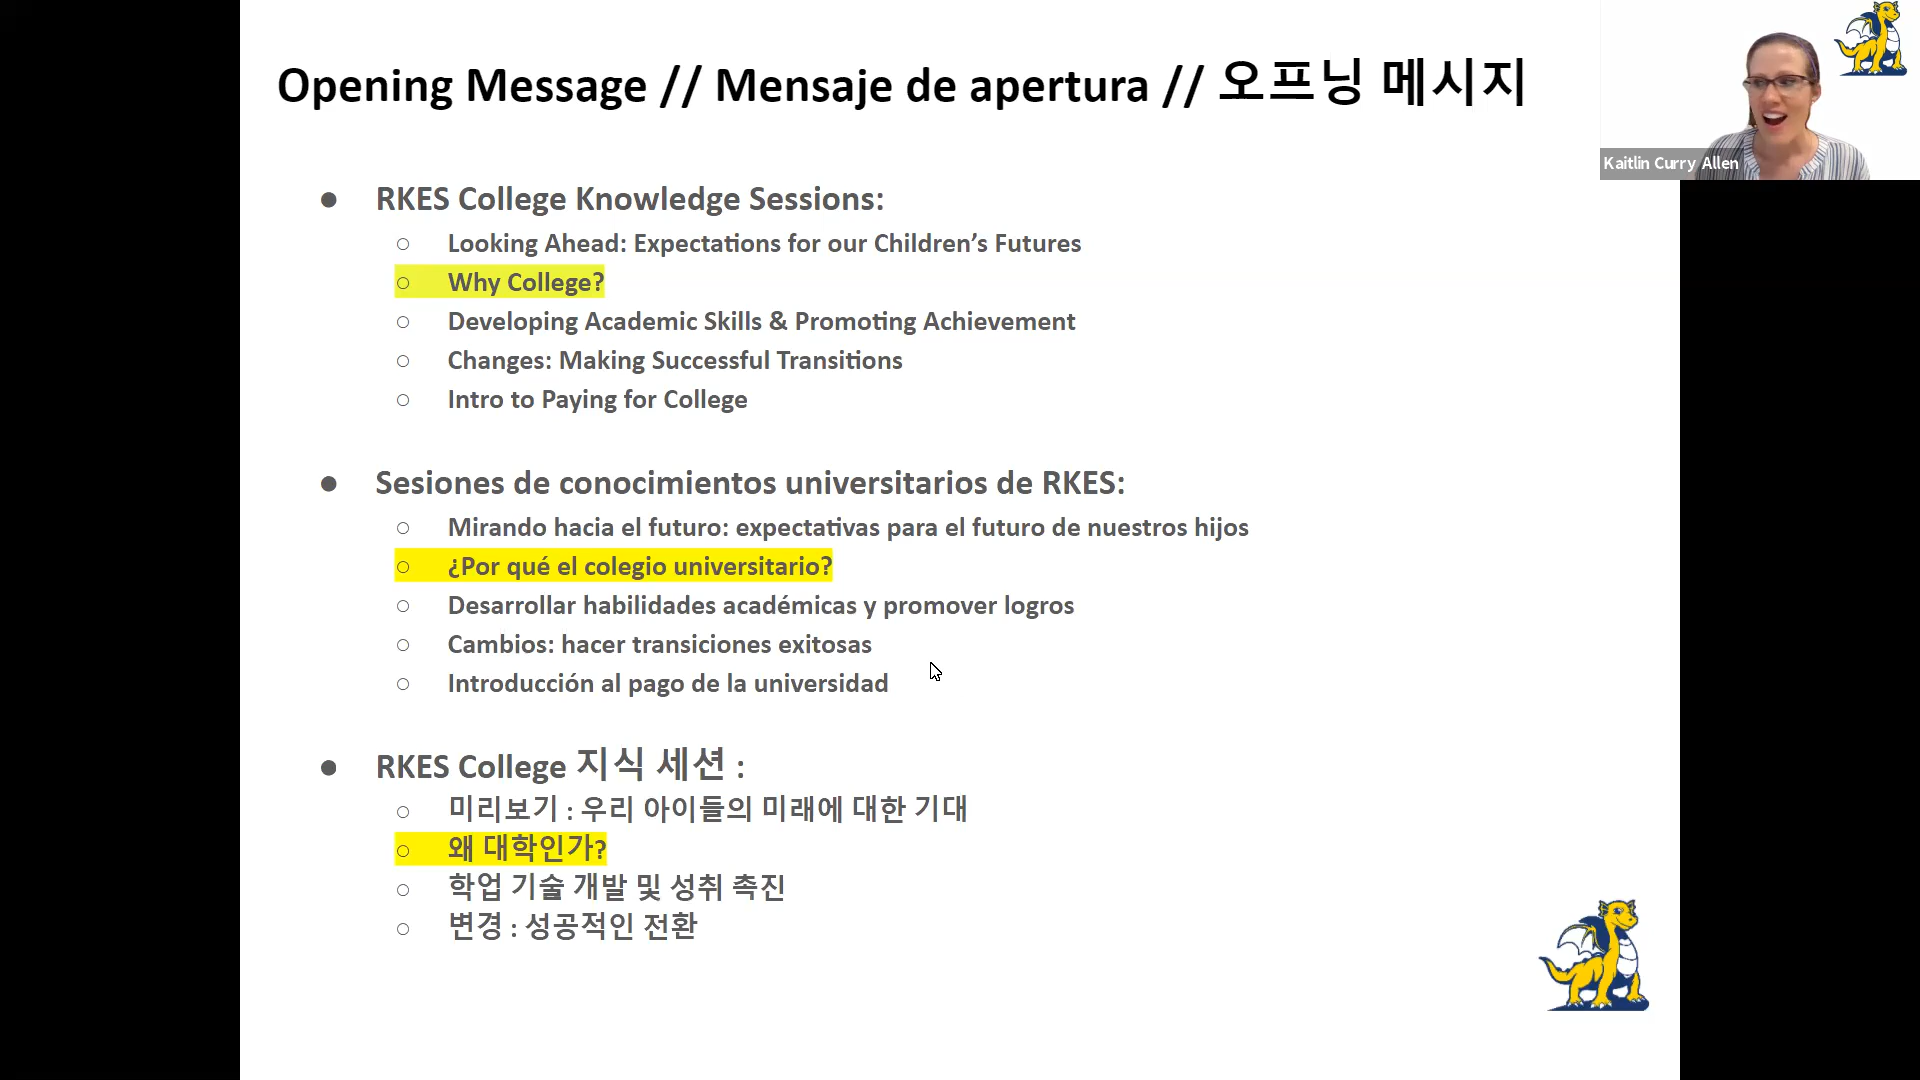 Opening Message // Mensaje de apertura // 오프닝 메시지
Kaitlin Curry Allen
● RKES College Knowledge Sessions:
○ Looking Ahead: Expectations for our Children’s Futures
○ Why College?
○ Developing Academic Skills & Promoting Achievement
○ Changes: Making Successful Transitions
○ Intro to Paying for College
● Sesiones de conocimientos universitarios de RKES:
○ Mirando hacia el futuro: expectativas para el futuro de nuestros hijos
○ ¿Por qué el colegio universitario?
○ Desarrollar habilidades académicas y promover logros
○ Cambios: hacer transiciones exitosas
○ Introducción al pago de la universidad
● RKES College 지식 세션 :
○ 미리보기 : 우리 아이들의 미래에 대한 기대
○ 왜 대학인가?
○ 학업 기술 개발 및 성취 촉진
○ 변경 : 성공적인 전환